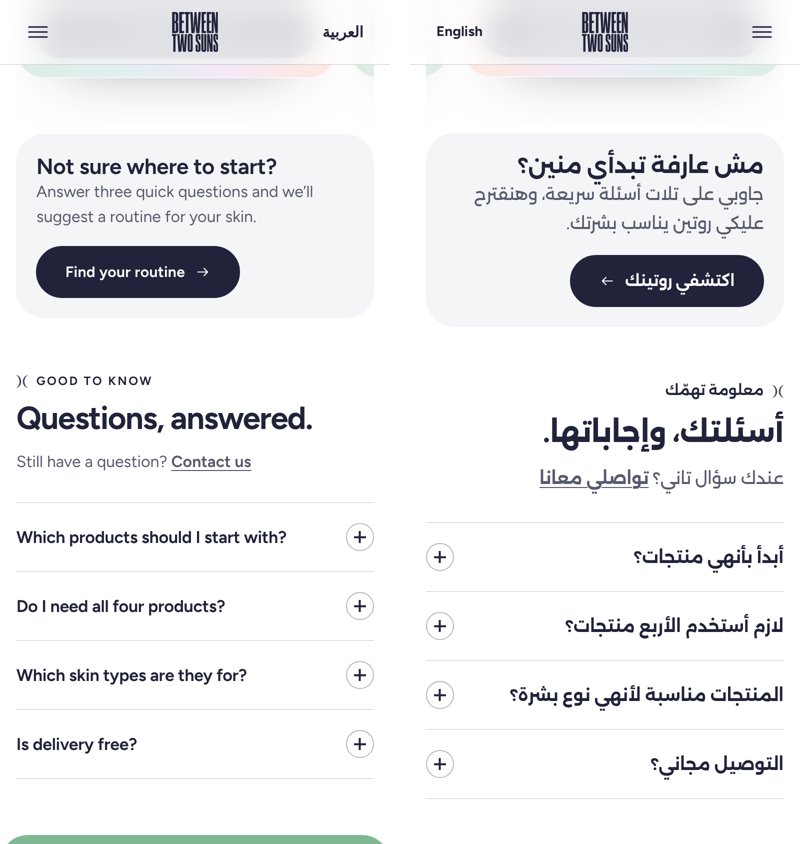 BETWEEN
TWO SUNS
العربية
Not sure where to start?
Answer three quick questions and we'll
suggest a routine for your skin.
Find your routine →
)( GOOD TO KNOW
Questions, answered.
Still have a question? Contact us
Which products should I start with?
Do I need all four products?
Which skin types are they for?
Is delivery free?
English
BETWEEN
TWO SUNS
مش عارفة تبدأي منين؟
جاوبي على تلات أسئلة سريعة، وهنقترح
عليكي روتين يناسب بشرتك.
اكتشفي روتينك ←
)( معلومة تهمّك
أسئلتك، وإجاباتها.
عندك سؤال تاني؟ تواصلي معانا
أبدأ بأنهي منتجات؟
لازم أستخدم الأربع منتجات؟
المنتجات مناسبة لأنهي نوع بشرة؟
التوصيل مجاني؟